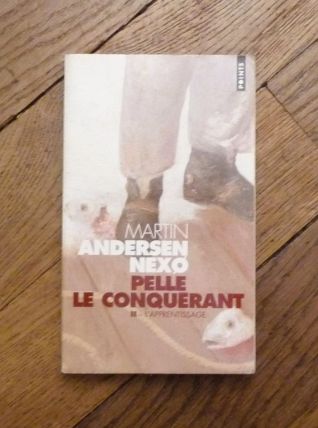 POINTS
MARTIN
ANDERSEN
NEXØ
PELLE
LE CONQUÉRANT
II - L'APPRENTISSAGE